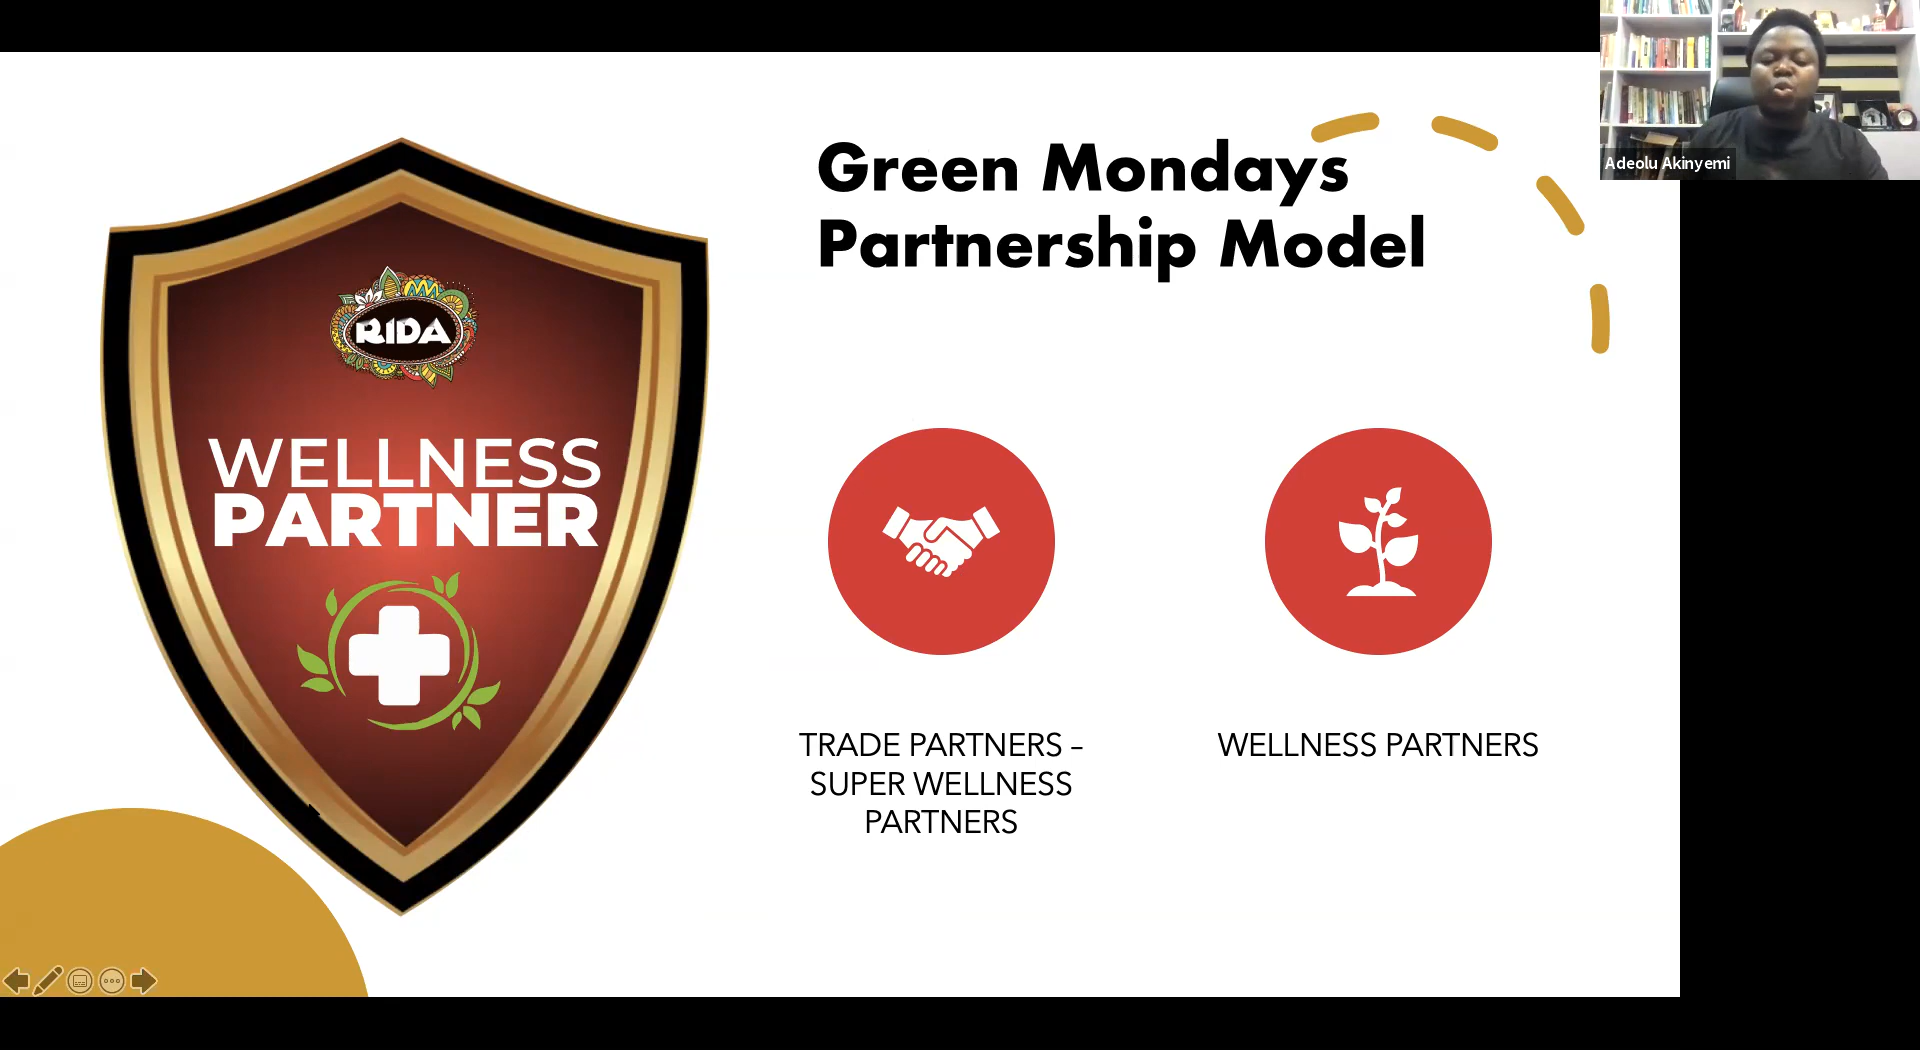 Green Mondays
Partnership Model
RIDA
WELLNESS
PARTNER
TRADE PARTNERS –
SUPER WELLNESS
PARTNERS
WELLNESS PARTNERS
Adeolu Akinyemi